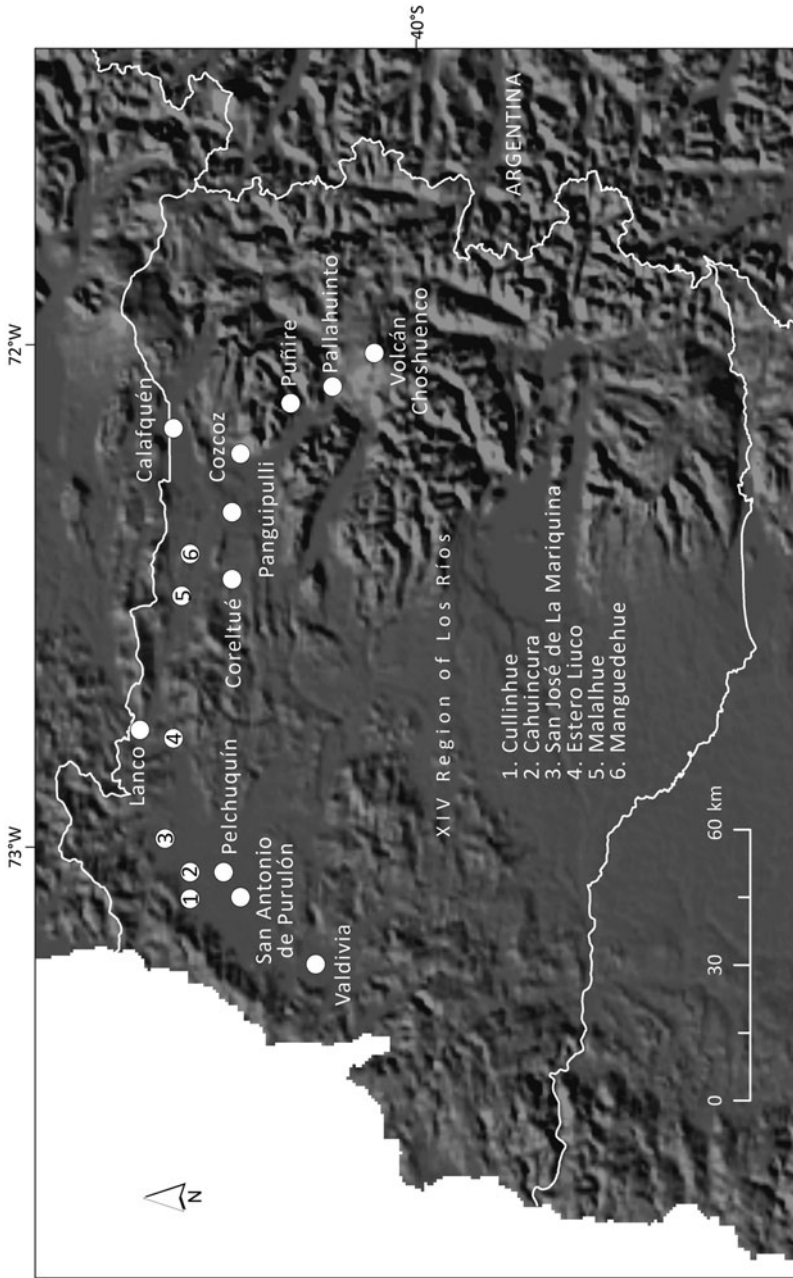 73°W
72°W
40°S
N
Lanco
Calafquén
1
2
3
4
5
6
Pelchuquín
San Antonio
de Purulón
Valdivia
Coreltué
Panguipulli
Cozcoz
Puñire
Pallahuinto
Volcán
Choshuenco
ARGENTINA
XIV Region of Los Ríos
1. Cullinhue
2. Cahuincura
3. San José de La Mariquina
4. Estero Liuco
5. Malalhue
6. Manguedehue
0
30
60 km